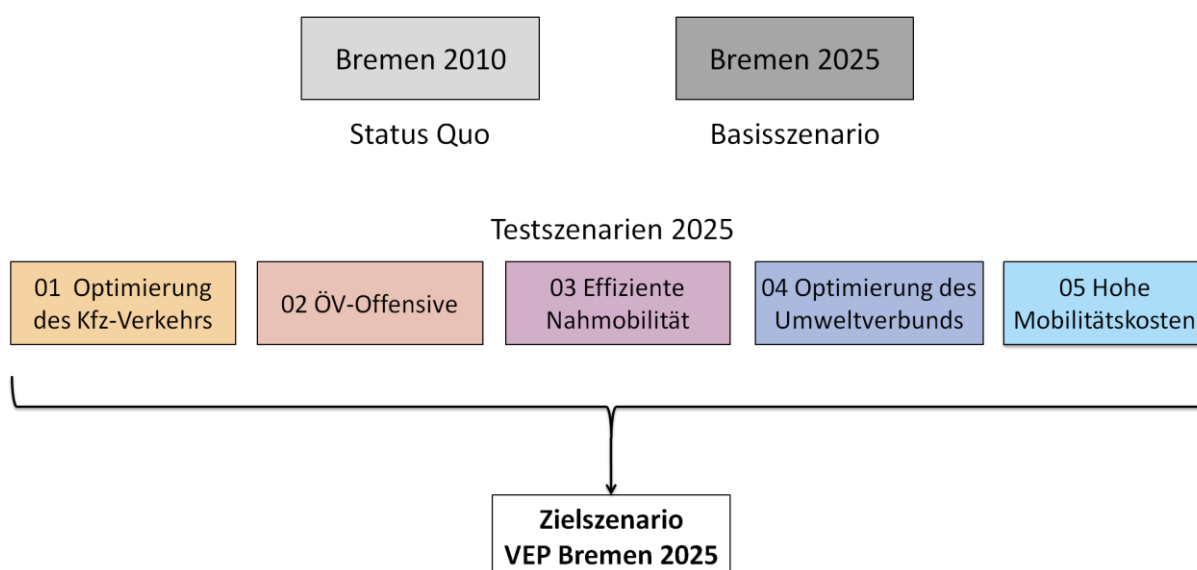 Bremen 2010
Bremen 2025
Status Quo
Basisszenario
Testszenarien 2025
01 Optimierung
des Kfz-Verkehrs
02 ÖV-Offensive
03 Effiziente
Nahmobilität
04 Optimierung des
Umweltverbunds
05 Hohe
Mobilitätskosten
Zielszenario
VEP Bremen 2025